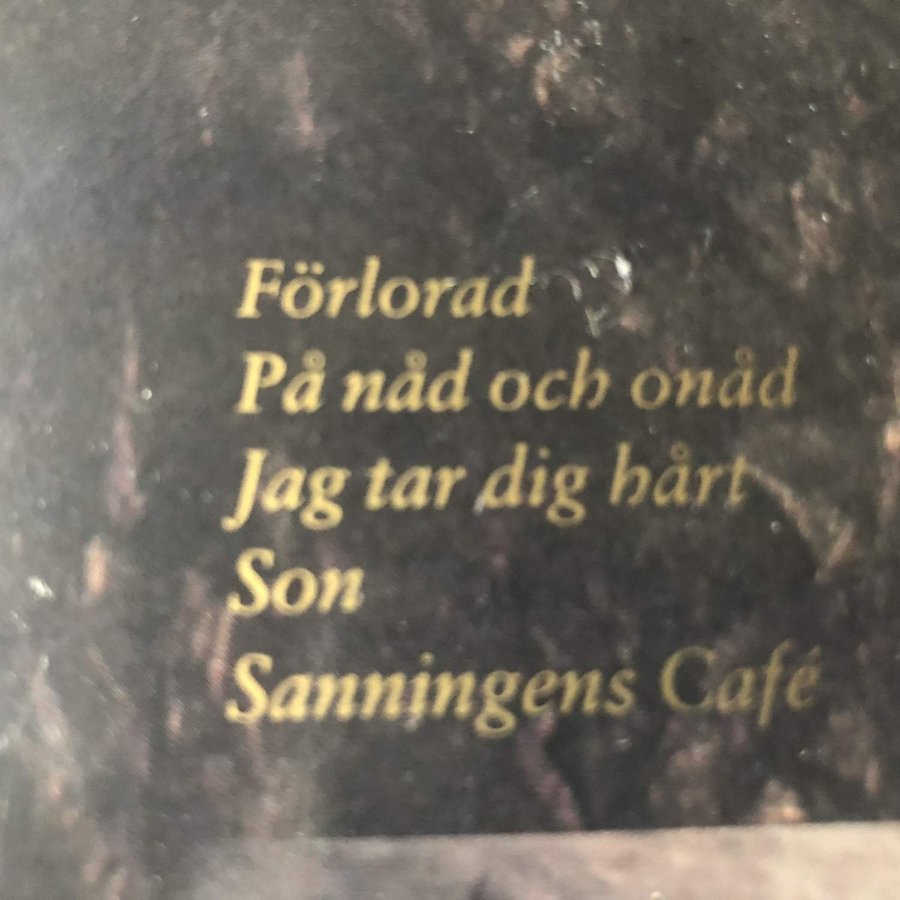 Förlorad
På nåd och onåd
Jag tar dig hårt
Son
Sanningens Café